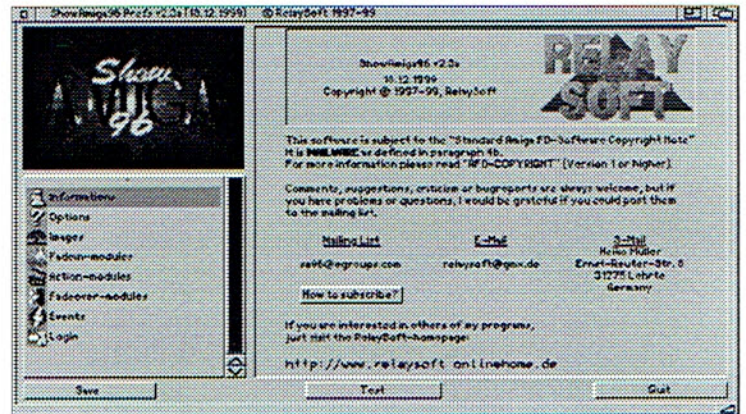 ShowAmiga96 Prefs v2.3a (18.12.1999) © RelaySoft 1997-99
Show
AMIGA
96
Informations
Options
Images
Fadein-modules
Action-modules
Fadeover-modules
Events
Login
ShowAmiga96 v2.3a
18.12.1999
Copyright © 1997-99, RelaySoft
RELAY
SOFT
This software is subject to the "Standard Amiga FD-Software Copyright Note"
It is MAILWARE as defined in paragraph 4b.
For more information please read "AFD-COPYRIGHT" (Version 1 or higher).
Comments, suggestions, criticism or bugreports are always welcome, but if
you have problems or questions, I would be grateful if you could post them
to the mailing list.
Mailing List
sa96@egroups.com
How to subscribe?
E-Mail
relaysoft@gmx.de
S-Mail
Heiko Müller
Ernst-Reuter-Str. 8
31275 Lehrte
Germany
If you are interested in others of my programs,
just visit the RelaySoft-homepage:
http://www.relaysoft.onlinehome.de
Save
Test
Quit